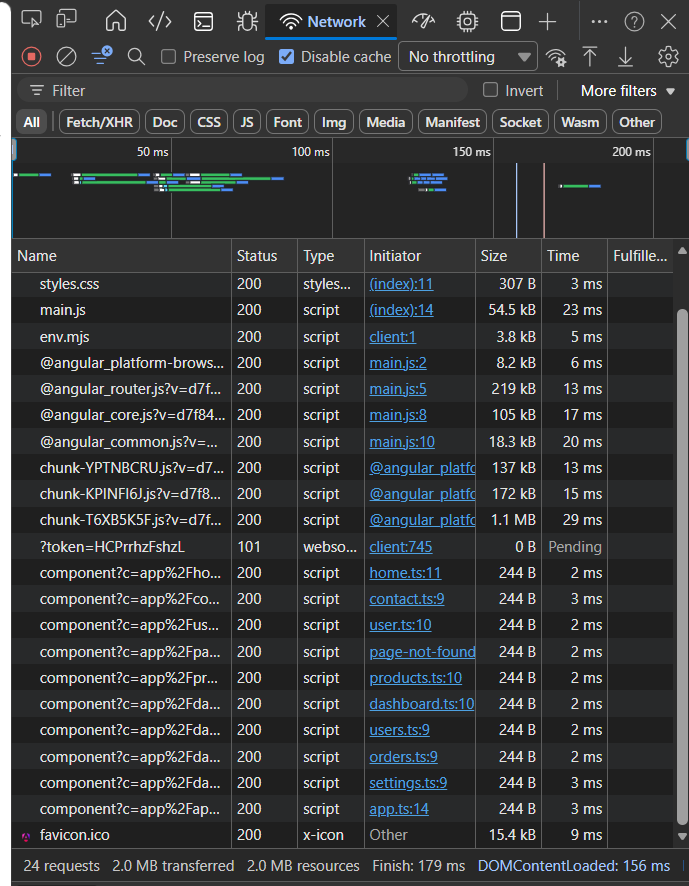 Network
Preserve log Disable cache No throttling
Filter Invert More filters
All Fetch/XHR Doc CSS JS Font Img Media Manifest Socket Wasm Other
50 ms 100 ms 150 ms 200 ms
Name Status Type Initiator Size Time Fulfille...
styles.css 200 styles... (index):11 307 B 3 ms
main.js 200 script (index):14 54.5 kB 23 ms
env.mjs 200 script client:1 3.8 kB 5 ms
@angular_platform-brows... 200 script main.js:2 8.2 kB 6 ms
@angular_router.js?v=d7f... 200 script main.js:5 219 kB 13 ms
@angular_core.js?v=d7f84... 200 script main.js:8 105 kB 17 ms
@angular_common.js?v=... 200 script main.js:10 18.3 kB 20 ms
chunk-YPTNBCRU.js?v=d7... 200 script @angular_platfo 137 kB 13 ms
chunk-KPINFI6J.js?v=d7f8... 200 script @angular_platfo 172 kB 15 ms
chunk-T6XB5K5F.js?v=d7f... 200 script @angular_platfo 1.1 MB 29 ms
?token=HCPrrhzFshzL 101 webso... client:745 0 B Pending
component?c=app%2Fho... 200 script home.ts:11 244 B 2 ms
component?c=app%2Fco... 200 script contact.ts:9 244 B 3 ms
component?c=app%2Fus... 200 script user.ts:10 244 B 2 ms
component?c=app%2Fpa... 200 script page-not-found 244 B 2 ms
component?c=app%2Fpr... 200 script products.ts:10 244 B 2 ms
component?c=app%2Fda... 200 script dashboard.ts:10 244 B 2 ms
component?c=app%2Fda... 200 script users.ts:9 244 B 2 ms
component?c=app%2Fda... 200 script orders.ts:9 244 B 2 ms
component?c=app%2Fda... 200 script settings.ts:9 244 B 2 ms
component?c=app%2Fap... 200 script app.ts:14 244 B 3 ms
favicon.ico 200 x-icon Other 15.4 kB 9 ms
24 requests 2.0 MB transferred 2.0 MB resources Finish: 179 ms DOMContentLoaded: 156 ms